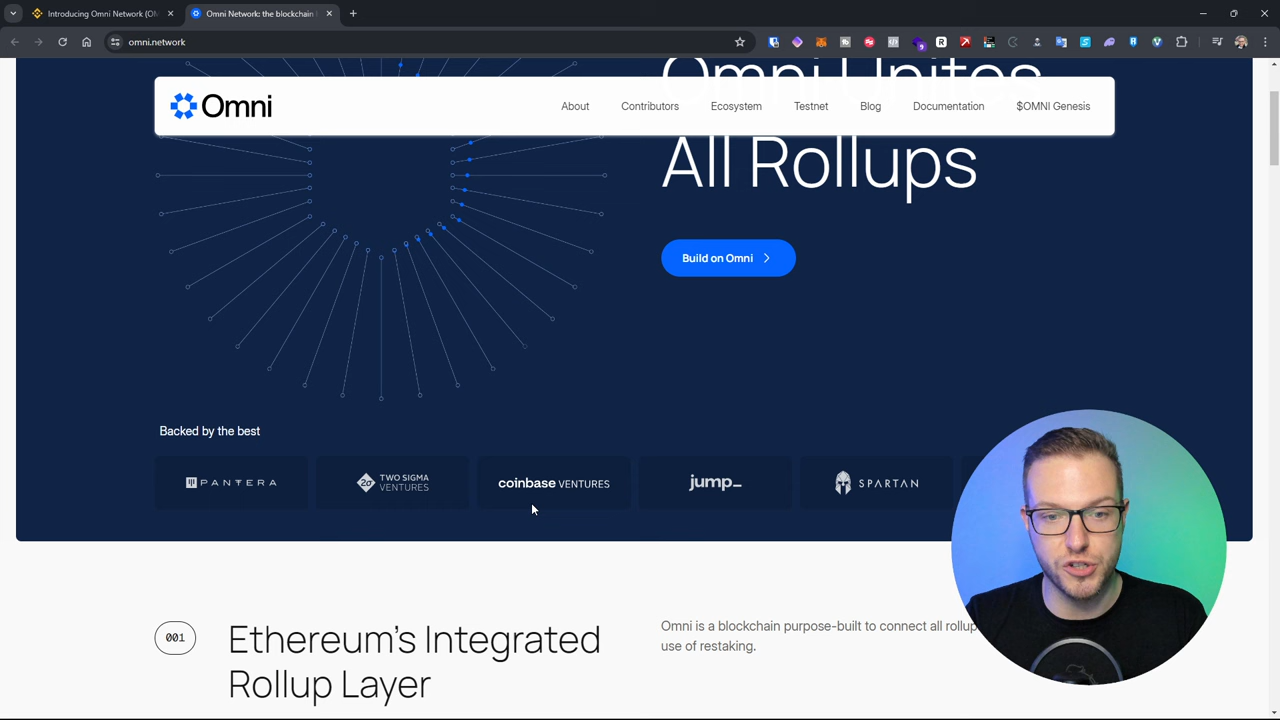 Introducing Omni Network (OM
Omni Network: the blockchain
omni.network
Omni Unites
Omni
About
Contributors
Ecosystem
Testnet
Blog
Documentation
$OMNI Genesis
All Rollups
Build on Omni
Backed by the best
PANTERA
2σ TWO SIGMA
VENTURES
coinbase VENTURES
jump_
SPARTAN
001
Ethereum's Integrated
Rollup Layer
Omni is a blockchain purpose-built to connect all rollup
use of restaking.